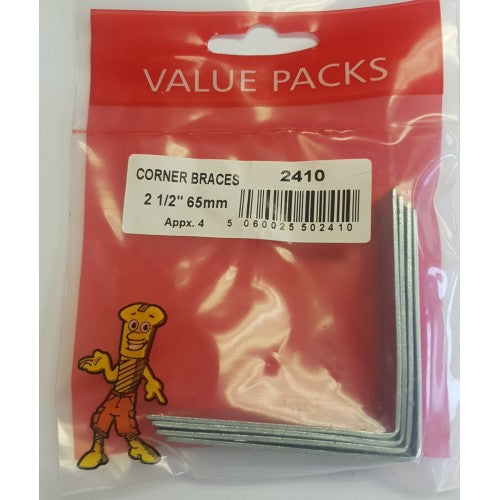 VALUE PACKS
CORNER BRACES 2410
2 1/2" 65mm
Appx. 4 5 060025 502410